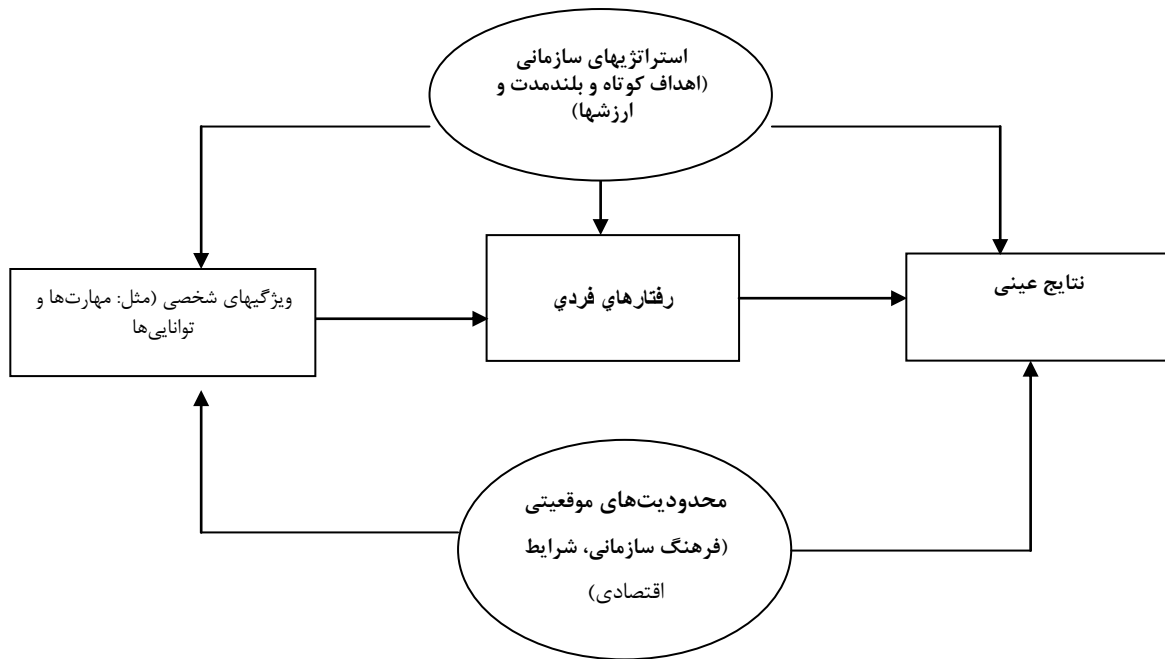 استراتژیهای سازمانی
(اهداف کوتاه و بلندمدت و
ارزشها)
ویژگیهای شخصی (مثل: مهارت‌ها و
توانایی‌ها
رفتارهاي فردي
نتایج عینی
محدودیت‌های موقعیتی
(فرهنگ سازمانی، شرایط
اقتصادی)